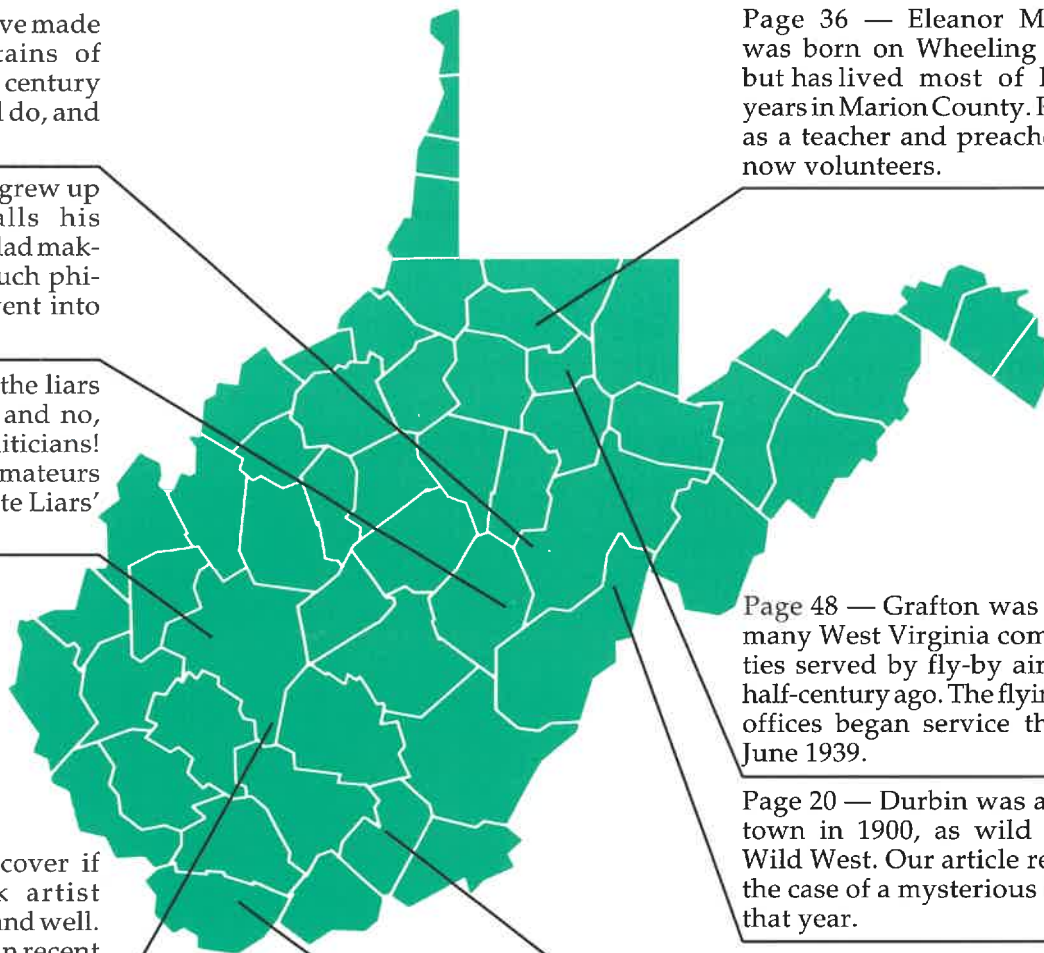 ve made
tains of
century
l do, and
grew up
alls his
lad mak-
uch phi-
vent into
the liars
and no,
liticians!
mateurs
te Liars'
cover if
k artist
and well.
n recent
Page 36 — Eleanor M
was born on Wheeling
but has lived most of
years in Marion County.
as a teacher and preache
now volunteers.
Page 48 — Grafton was
many West Virginia com
ties served by fly-by air
half-century ago. The flyin
offices began service th
June 1939.
Page 20 — Durbin was a
town in 1900, as wild
Wild West. Our article re
the case of a mysterious
that year.